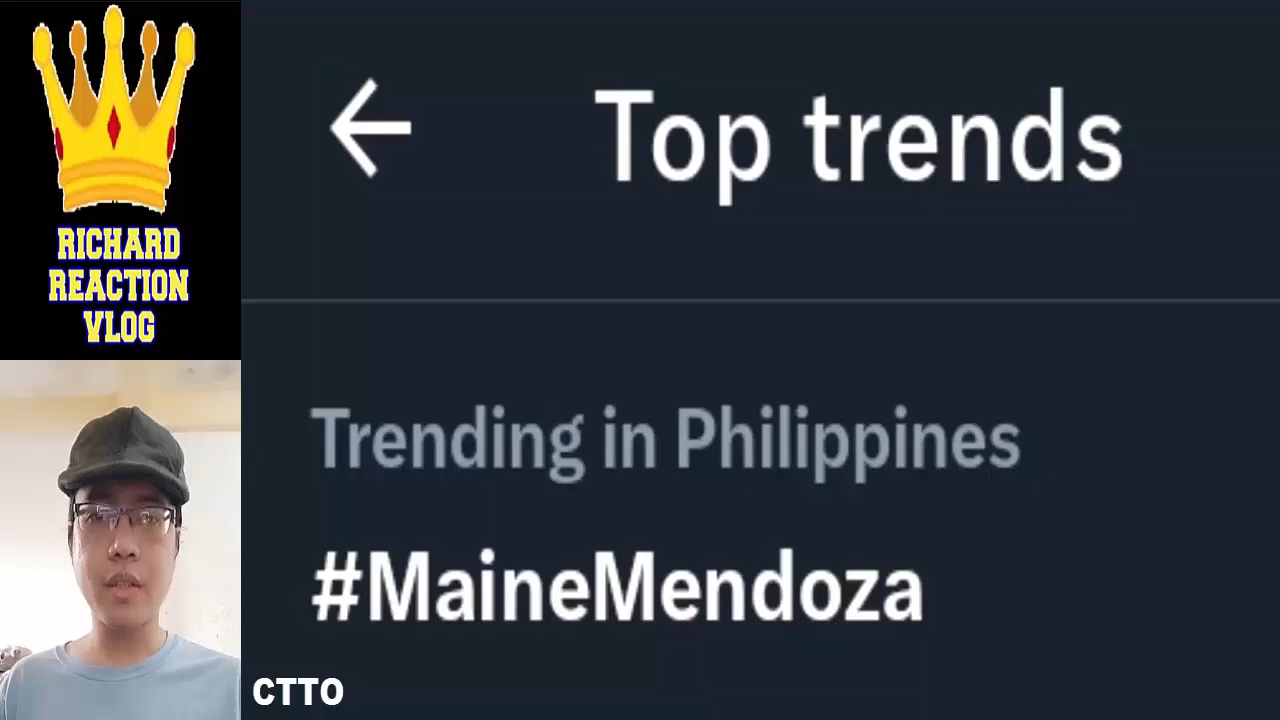 RICHARD
REACTION
VLOG
Top trends
Trending in Philippines
#MaineMendoza
CTTO